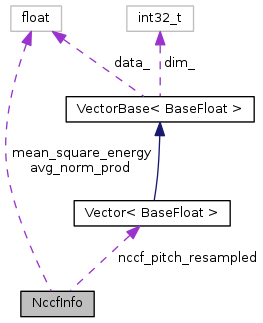 float
int32_t
data_
dim_
VectorBase< BaseFloat >
mean_square_energy
avg_norm_prod
Vector< BaseFloat >
nccf_pitch_resampled
NccfInfo